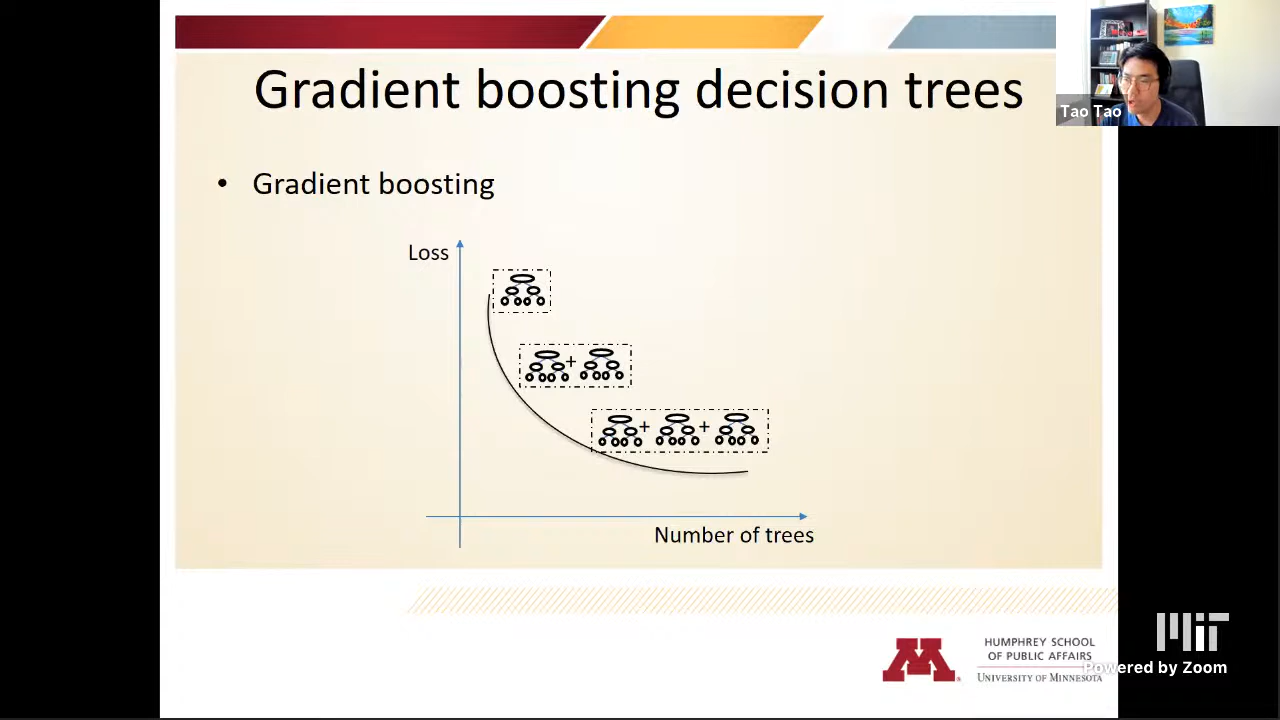 Gradient boosting decision trees
Tao Tao
• Gradient boosting
Loss
+
+ +
Number of trees
HUMPHREY SCHOOL
OF PUBLIC AFFAIRS
UNIVERSITY OF MINNESOTA
M
MIT
Powered by Zoom